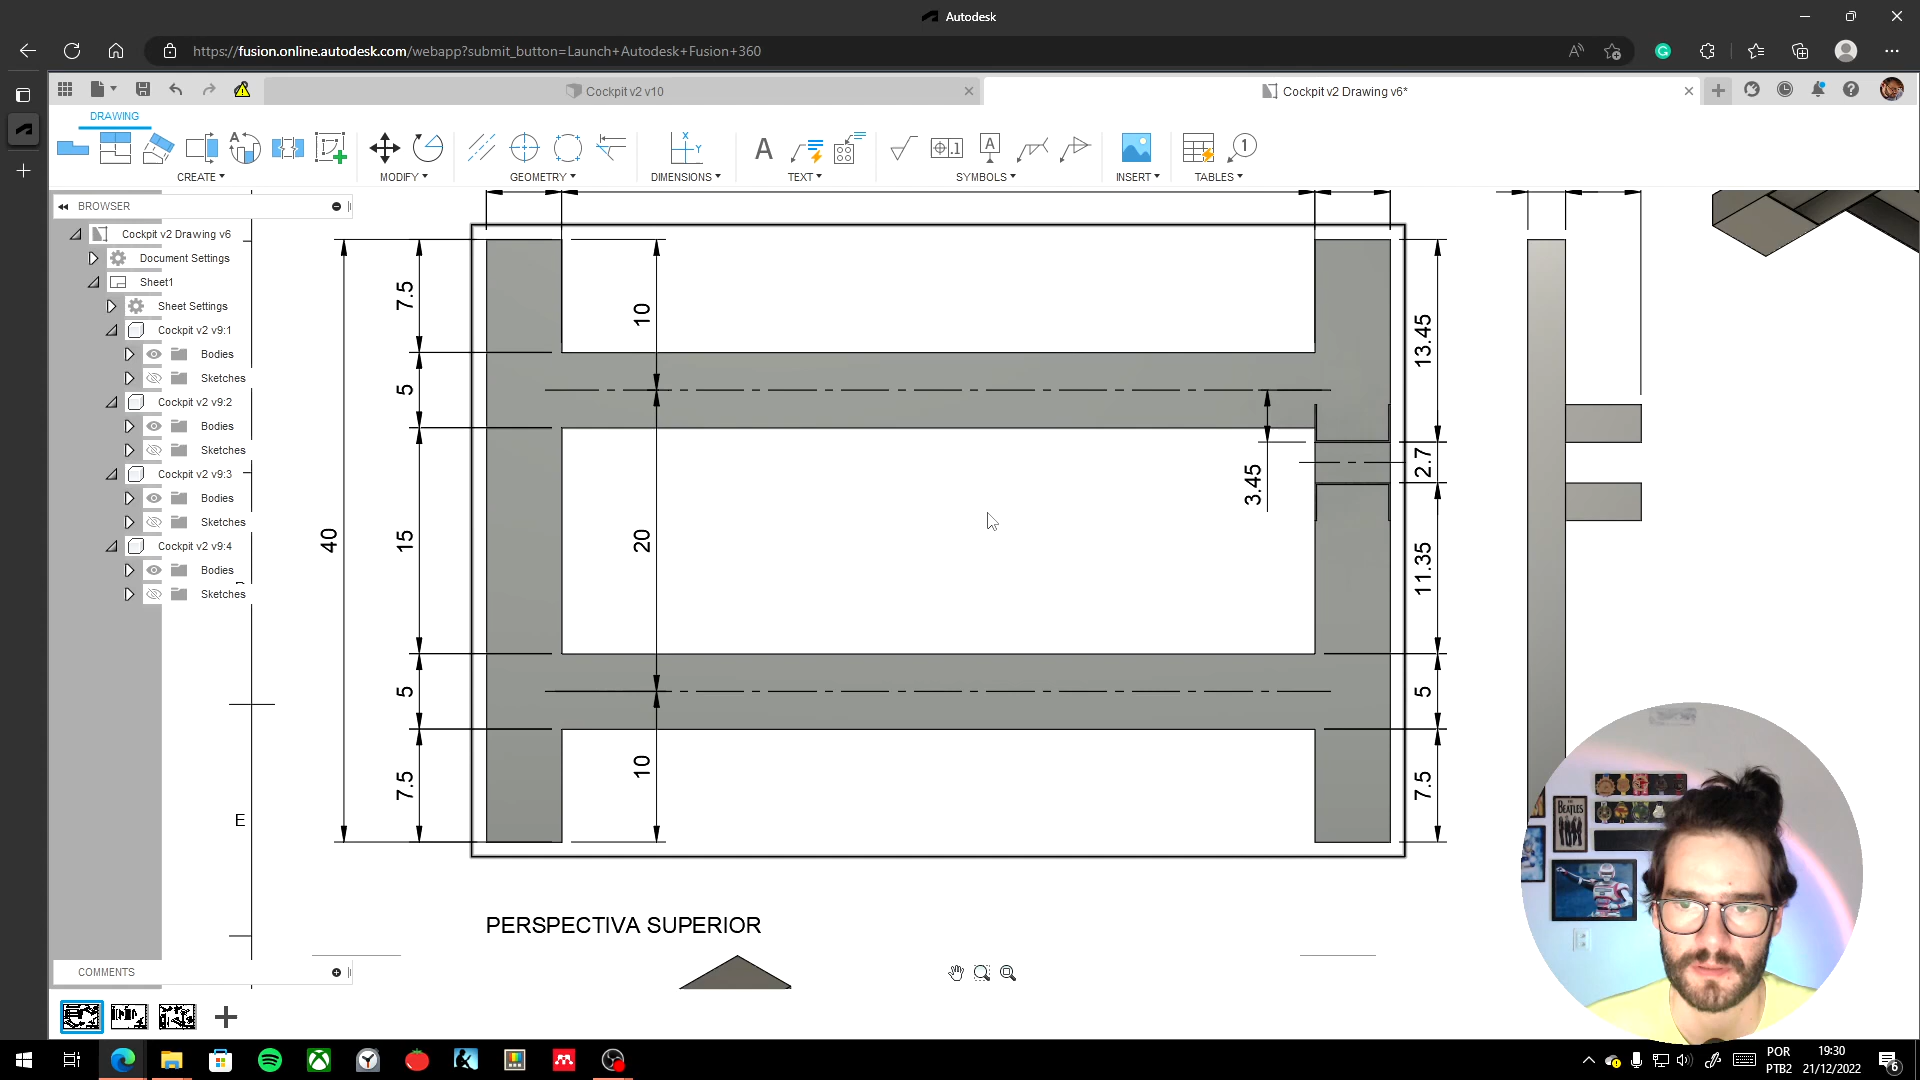 Autodesk
https://fusion.online.autodesk.com/webapp?submit_button=Launch+Autodesk+Fusion+360
Cockpit v2 v10
Cockpit v2 Drawing v6*
DRAWING
CREATE
MODIFY
GEOMETRY
DIMENSIONS
TEXT
SYMBOLS
INSERT
TABLES
BROWSER
Cockpit v2 Drawing v6
Document Settings
Sheet1
Sheet Settings
Cockpit v2 v9:1
Bodies
Sketches
Cockpit v2 v9:2
Bodies
Sketches
Cockpit v2 v9:3
Bodies
Sketches
Cockpit v2 v9:4
Bodies
Sketches
7.5
10
13.45
5
2.7
3.45
40
15
20
11.35
5
5
7.5
10
7.5
E
PERSPECTIVA SUPERIOR
COMMENTS
BEATLES
POR
PTB2
19:30
21/12/2022
6